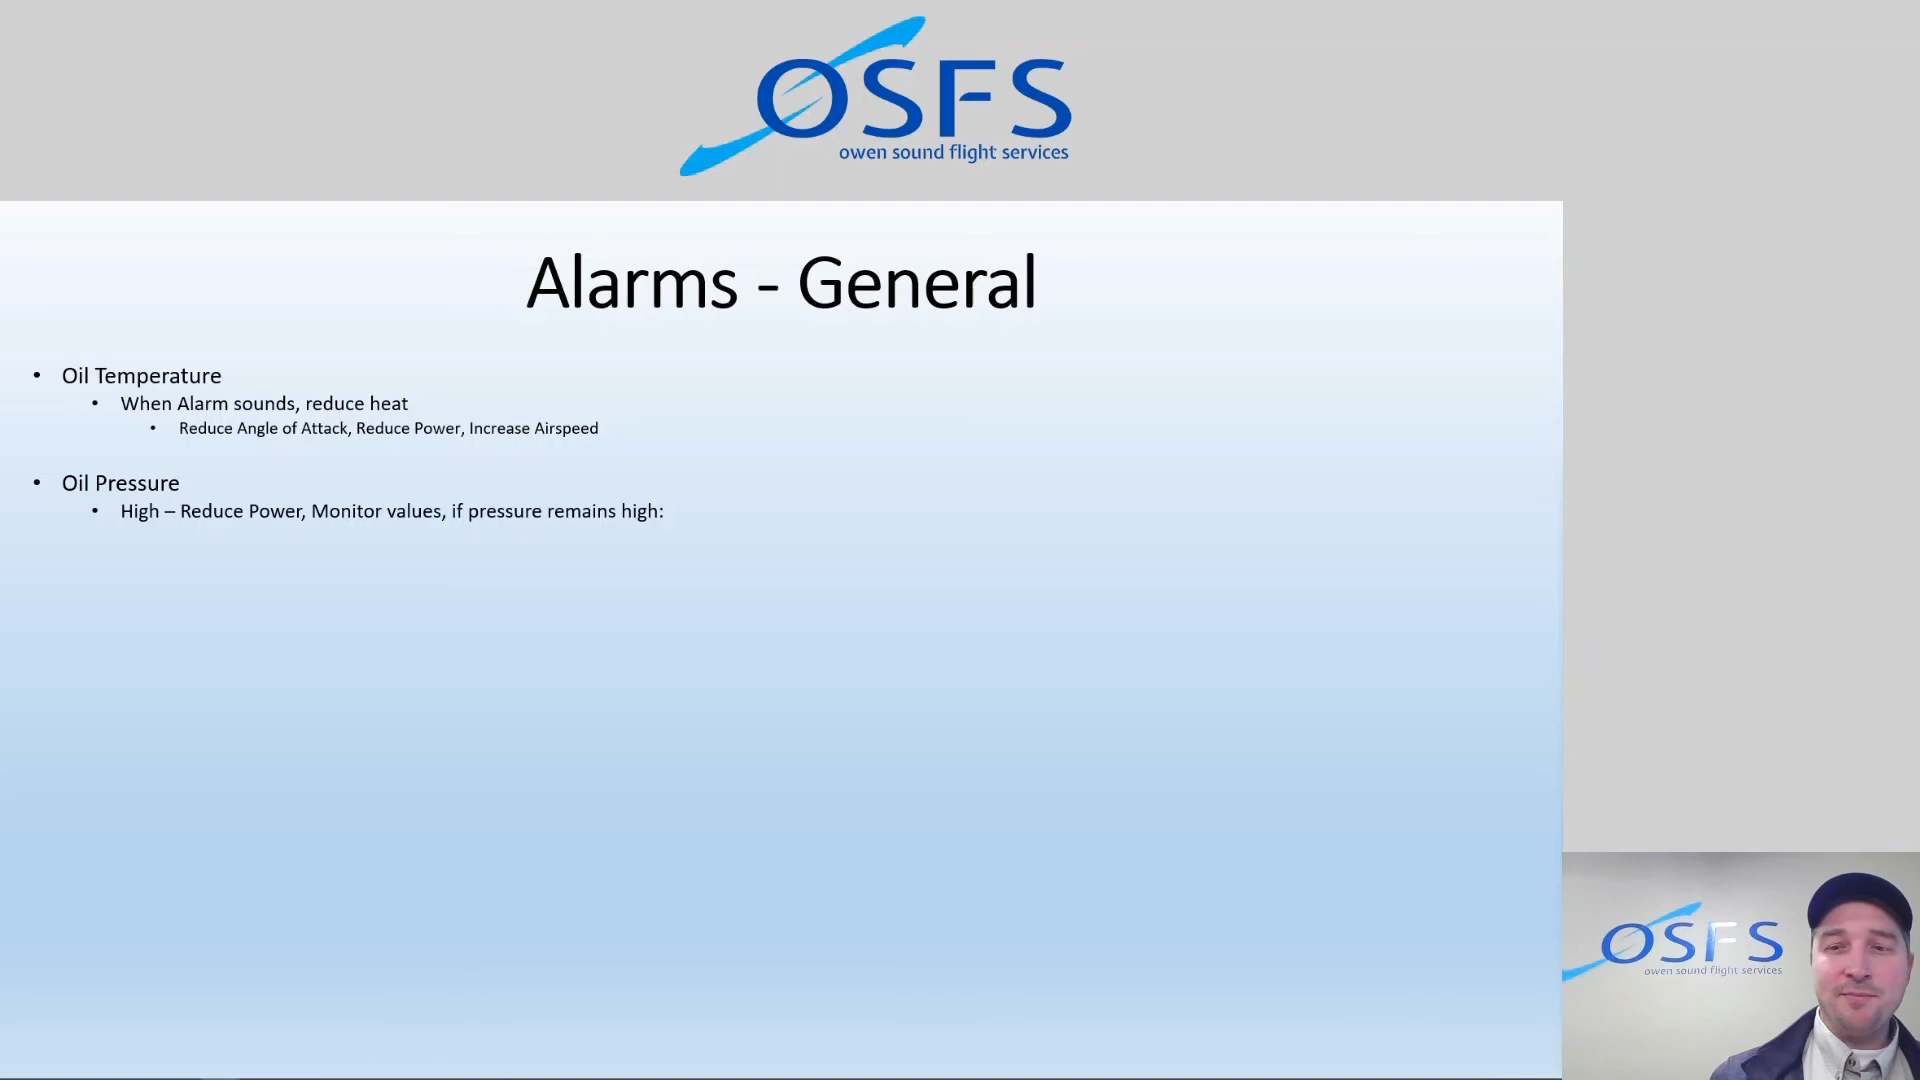 OSFS
owen sound flight services
Alarms - General
• Oil Temperature
• When Alarm sounds, reduce heat
• Reduce Angle of Attack, Reduce Power, Increase Airspeed
• Oil Pressure
• High – Reduce Power, Monitor values, if pressure remains high:
OSFS
owen sound flight services